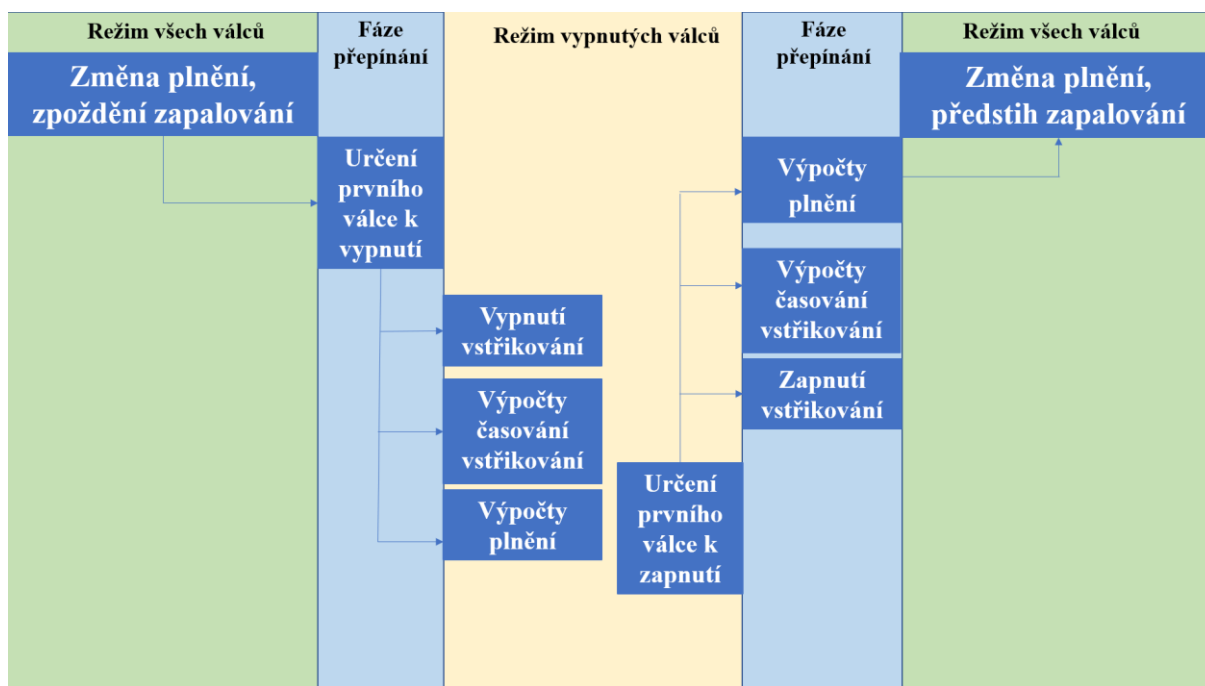 Režim všech válců
Změna plnění,
zpoždění zapalování
Fáze
přepínání
Určení
prvního
válce k
vypnutí
Režim vypnutých válců
Vypnutí
vstřikování
Výpočty
časování
vstřikování
Výpočty
plnění
Určení
prvního
válce k
zapnutí
Fáze
přepínání
Výpočty
plnění
Výpočty
časování
vstřikování
Zapnutí
vstřikování
Režim všech válců
Změna plnění,
předstih zapalování